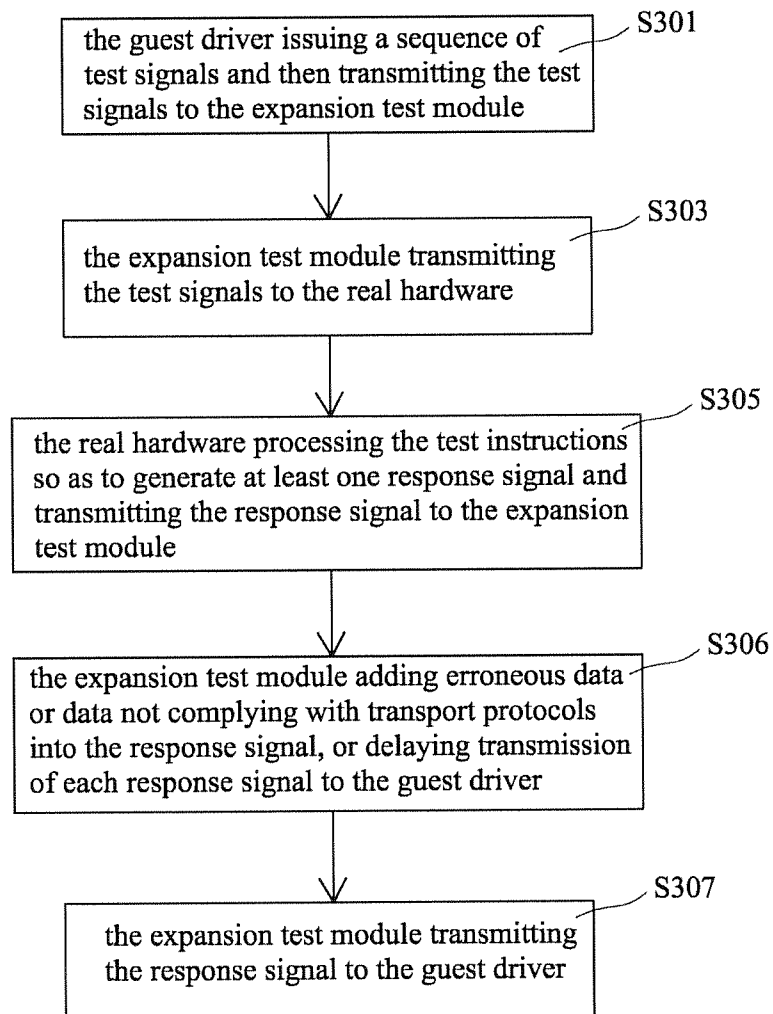 the guest driver issuing a sequence of
test signals and then transmitting the test
signals to the expansion test module
S301
the expansion test module transmitting
the test signals to the real hardware
S303
the real hardware processing the test instructions
so as to generate at least one response signal and
transmitting the response signal to the expansion
test module
S305
the expansion test module adding erroneous data
or data not complying with transport protocols
into the response signal, or delaying transmission
of each response signal to the guest driver
S306
the expansion test module transmitting
the response signal to the guest driver
S307